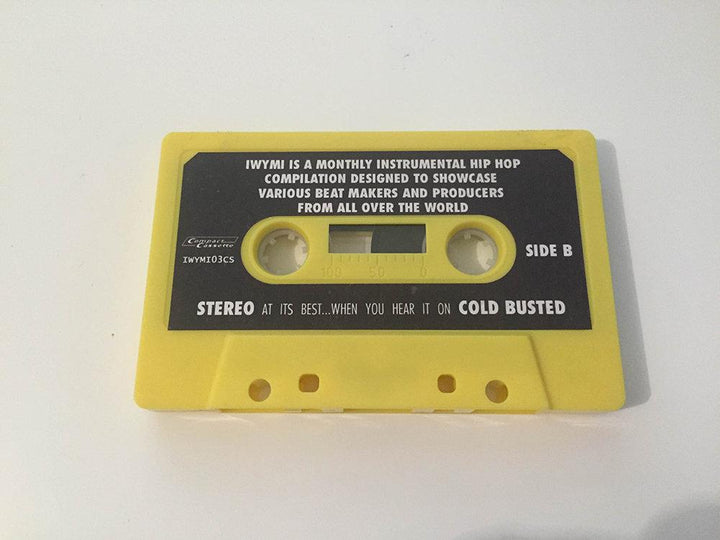 IWYMI IS A MONTHLY INSTRUMENTAL HIP HOP
COMPILATION DESIGNED TO SHOWCASE
VARIOUS BEAT MAKERS AND PRODUCERS
FROM ALL OVER THE WORLD
Compact Cassette
IWYMI03CS
SIDE B
100 50 0
STEREO AT ITS BEST...WHEN YOU HEAR IT ON COLD BUSTED